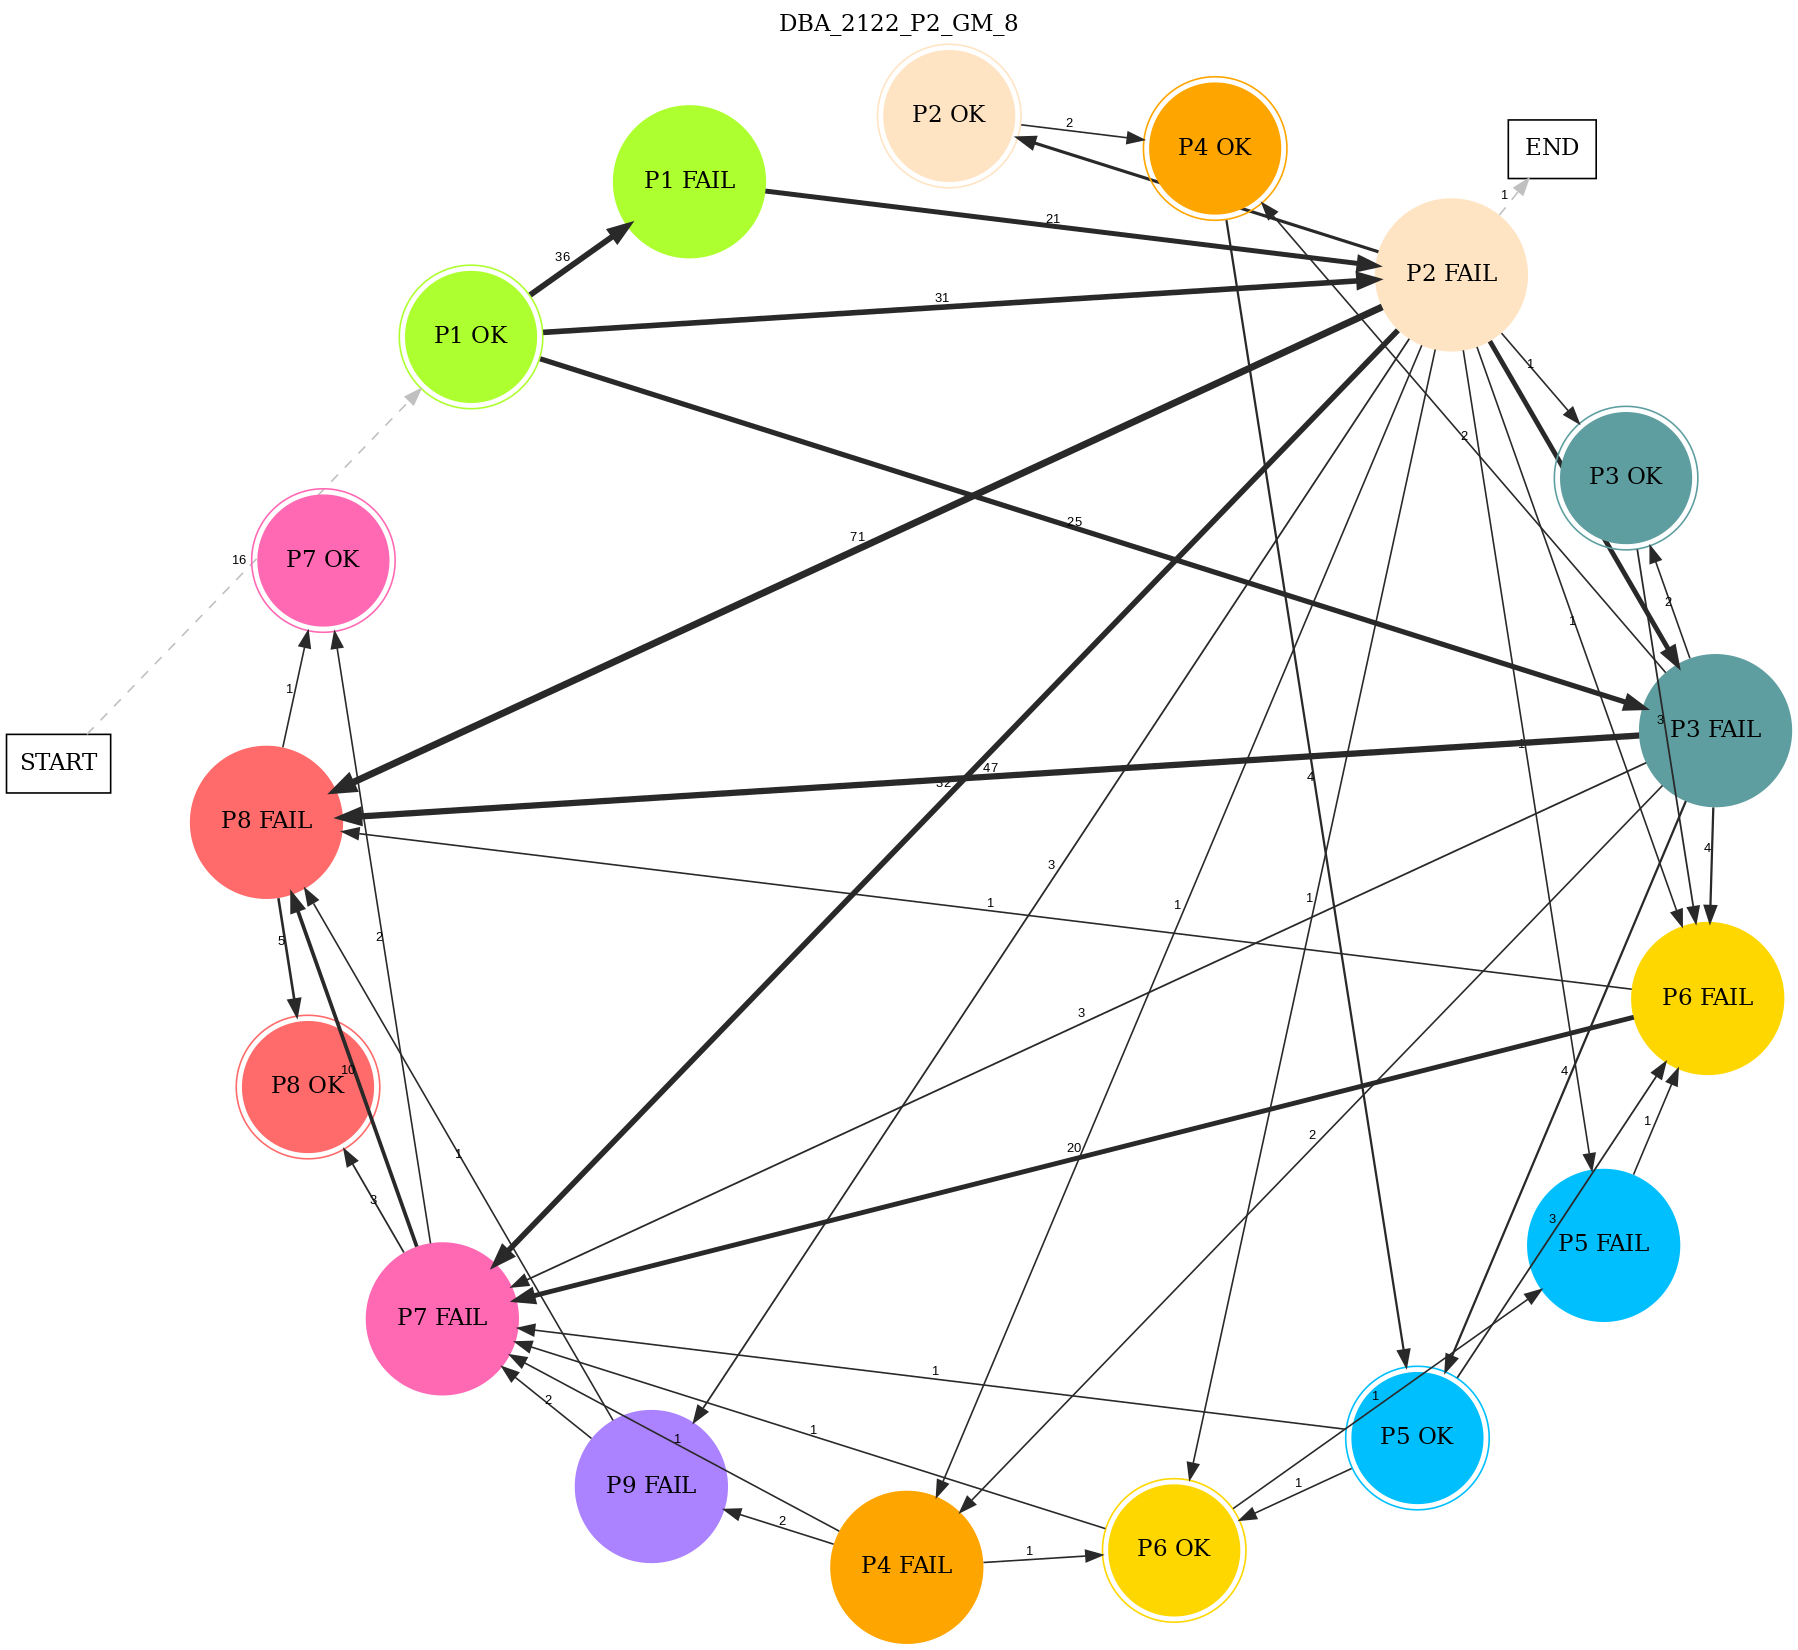 DBA_2122_P2_GM_8
P2 OK
2
P4 OK
END
1
P1 FAIL
36
21
P2 FAIL
P1 OK
31
1
2
P3 OK
25
71
16
P7 OK
1
2
1
3
P3 FAIL
START
47
4
1
P8 FAIL
4
3
1
1
1
2
5
P6 FAIL
3
4
P8 OK
10
1
20
2
1
3
3
P5 FAIL
P7 FAIL
1
2
1
1
1
P5 OK
P9 FAIL
1
2
P4 FAIL
1
P6 OK